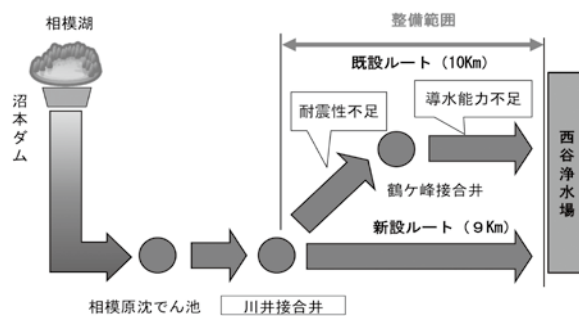 相模湖
沼本ダム
整備範囲
既設ルート（10Km）
耐震性不足
導水能力不足
鶴ケ峰接合井
新設ルート（９Km）
西谷浄水場
相模原沈でん池
川井接合井